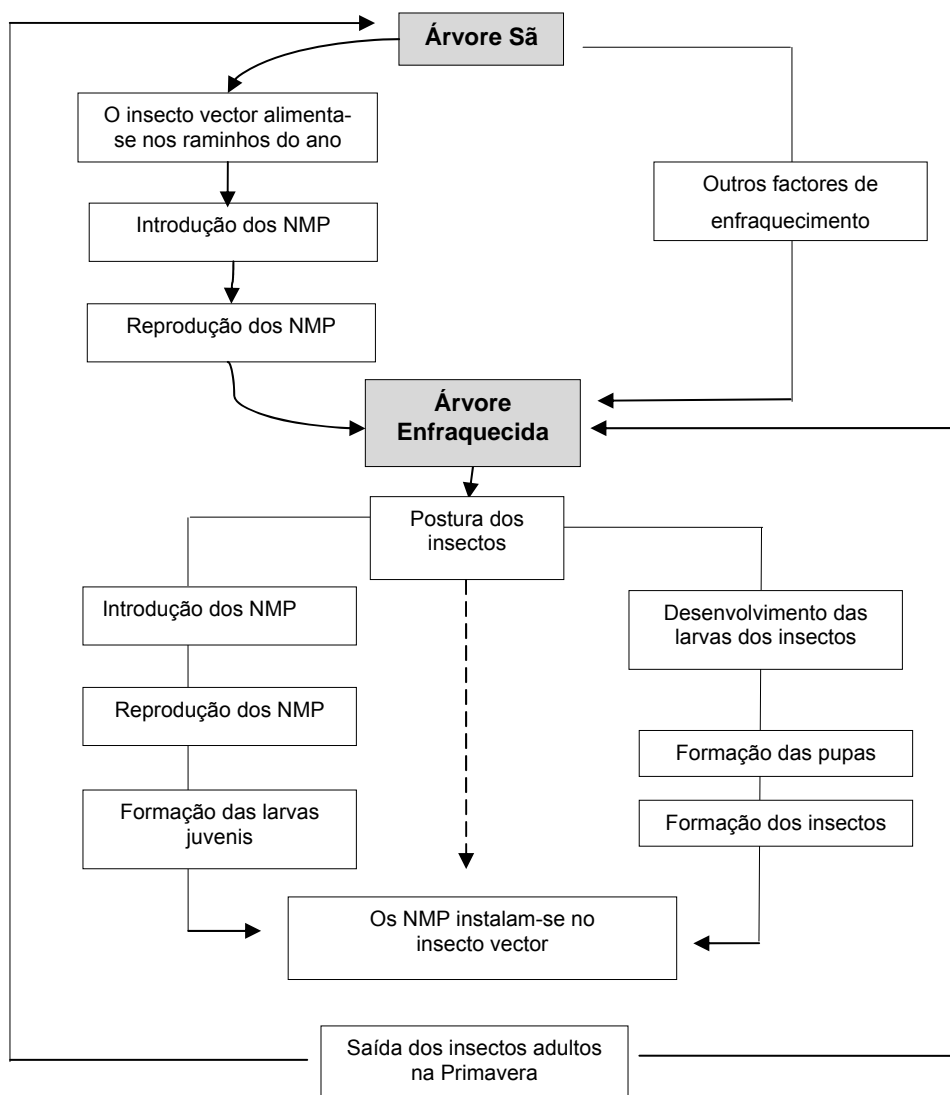 Árvore Sã
O insecto vector alimenta-
se nos raminhos do ano
Outros factores de
enfraquecimento
Introdução dos NMP
Reprodução dos NMP
Árvore
Enfraquecida
Postura dos
insectos
Introdução dos NMP
Reprodução dos NMP
Formação das larvas
juvenis
Desenvolvimento das
larvas dos insectos
Formação das pupas
Formação dos insectos
Os NMP instalam-se no
insecto vector
Saída dos insectos adultos
na Primavera